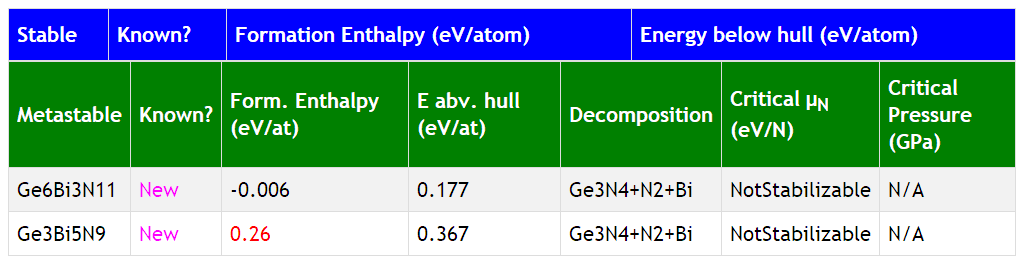 Stable Known? Formation Enthalpy (eV/atom) Energy below hull (eV/atom)
Metastable Known? Form. Enthalpy (eV/at) E abv. hull (eV/at) Decomposition Critical μN (eV/N) Critical Pressure (GPa)
Ge6Bi3N11 New -0.006 0.177 Ge3N4+N2+Bi NotStabilizable N/A
Ge3Bi5N9 New 0.26 0.367 Ge3N4+N2+Bi NotStabilizable N/A